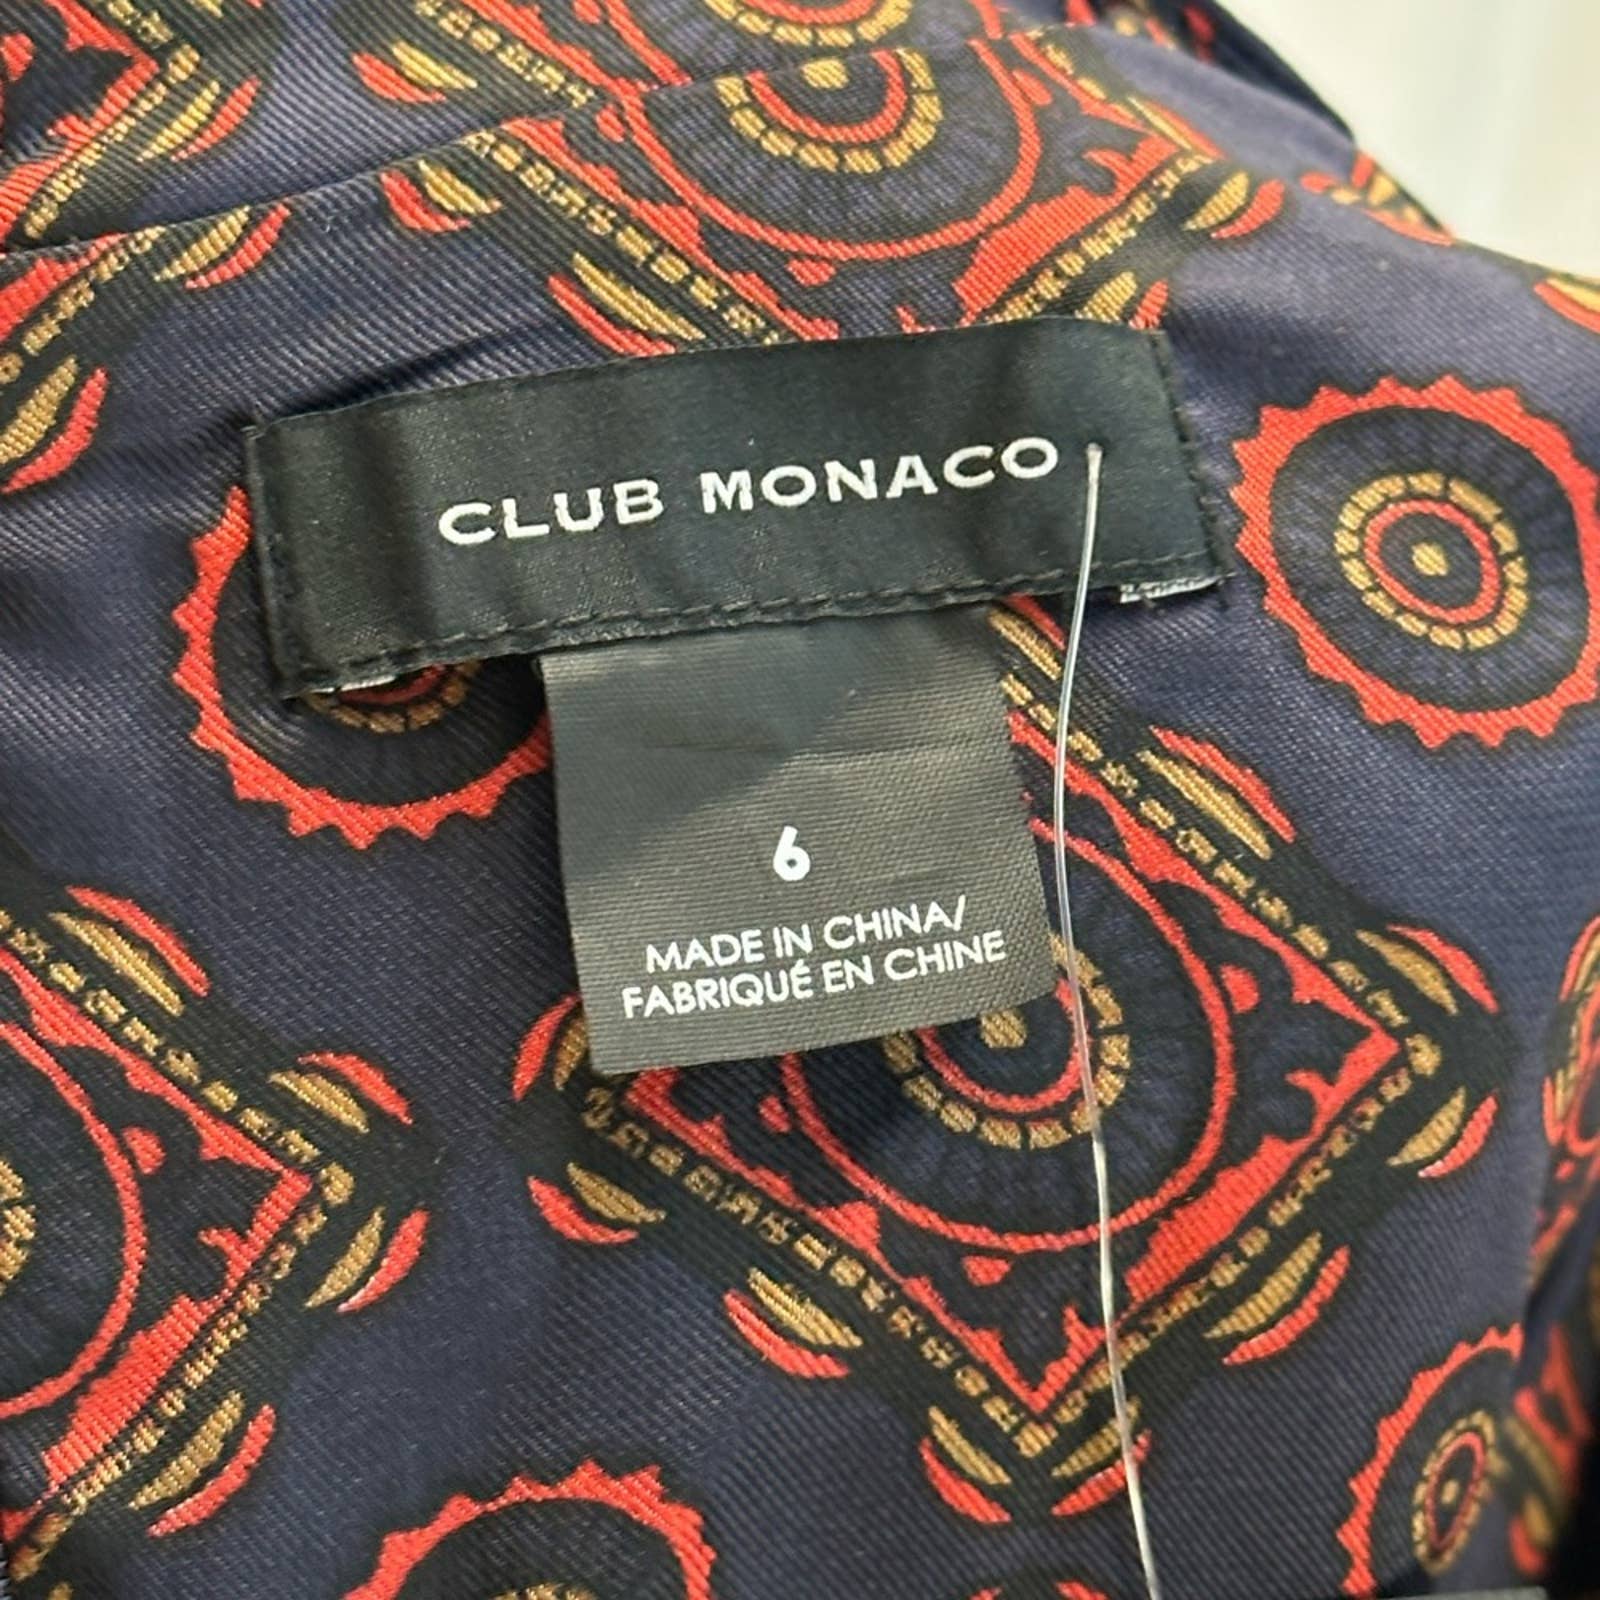 CLUB MONACO
6
MADE IN CHINA/
FABRIQUÉ EN CHINE